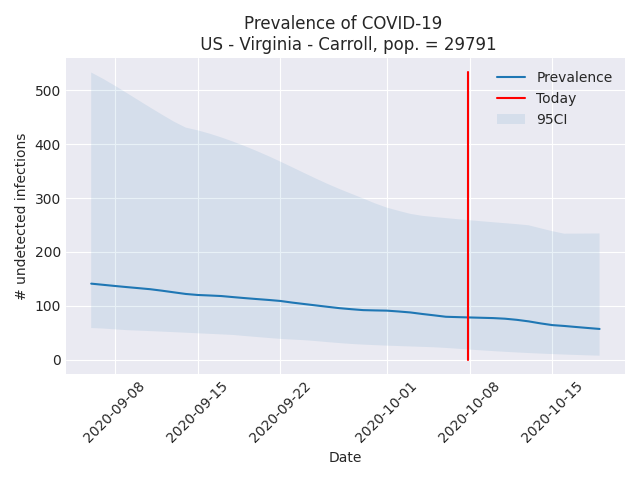 Prevalence of COVID-19
US - Virginia - Carroll, pop. = 29791
Prevalence
Today
95CI
500
400
300
200
100
0
# undetected infections
2020-09-08
2020-09-15
2020-09-22
2020-10-01
2020-10-08
2020-10-15
Date